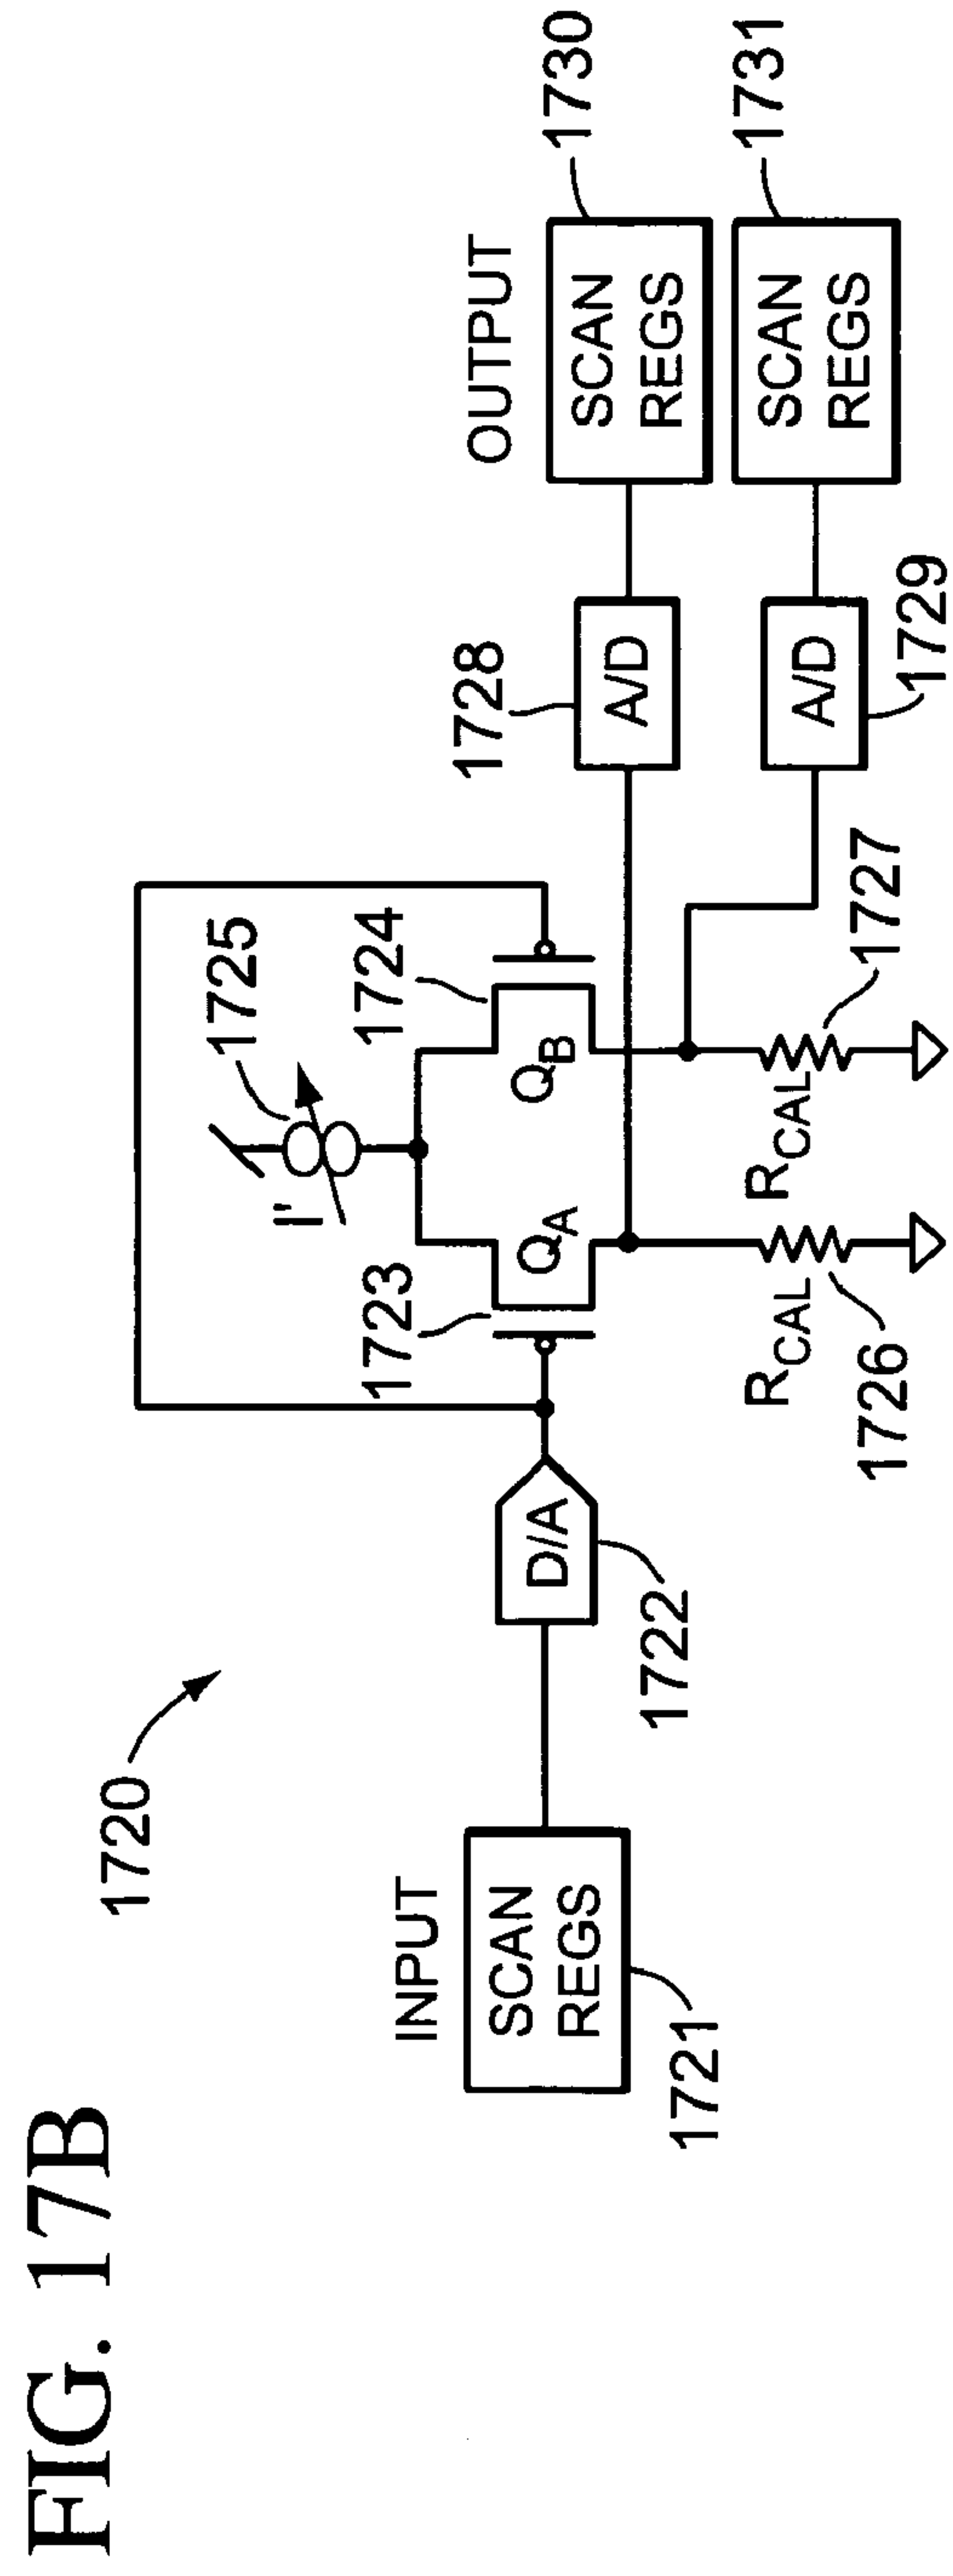 FIG. 17B
1720
INPUT
SCAN
REGS
1721
D/A
1722
1723
QA
I'
1725
1724
QB
RCAL
1726
RCAL
1727
1728
A/D
A/D
1729
OUTPUT
SCAN
REGS
1730
SCAN
REGS
1731